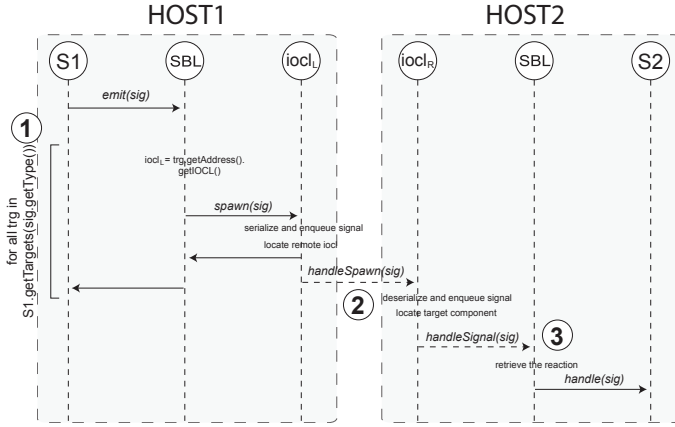 HOST1
HOST2
S1
SBL
ioclL
ioclR
SBL
S2
emit(sig)
1
for all trg in
S1.getTargets(sig.getType())
ioclL = trg.getAddress().
getIOCL()
spawn(sig)
serialize and enqueue signal
locate remote iocl
handleSpawn(sig)
2
deserialize and enqueue signal
locate target component
handleSignal(sig)
3
retrieve the reaction
handle(sig)